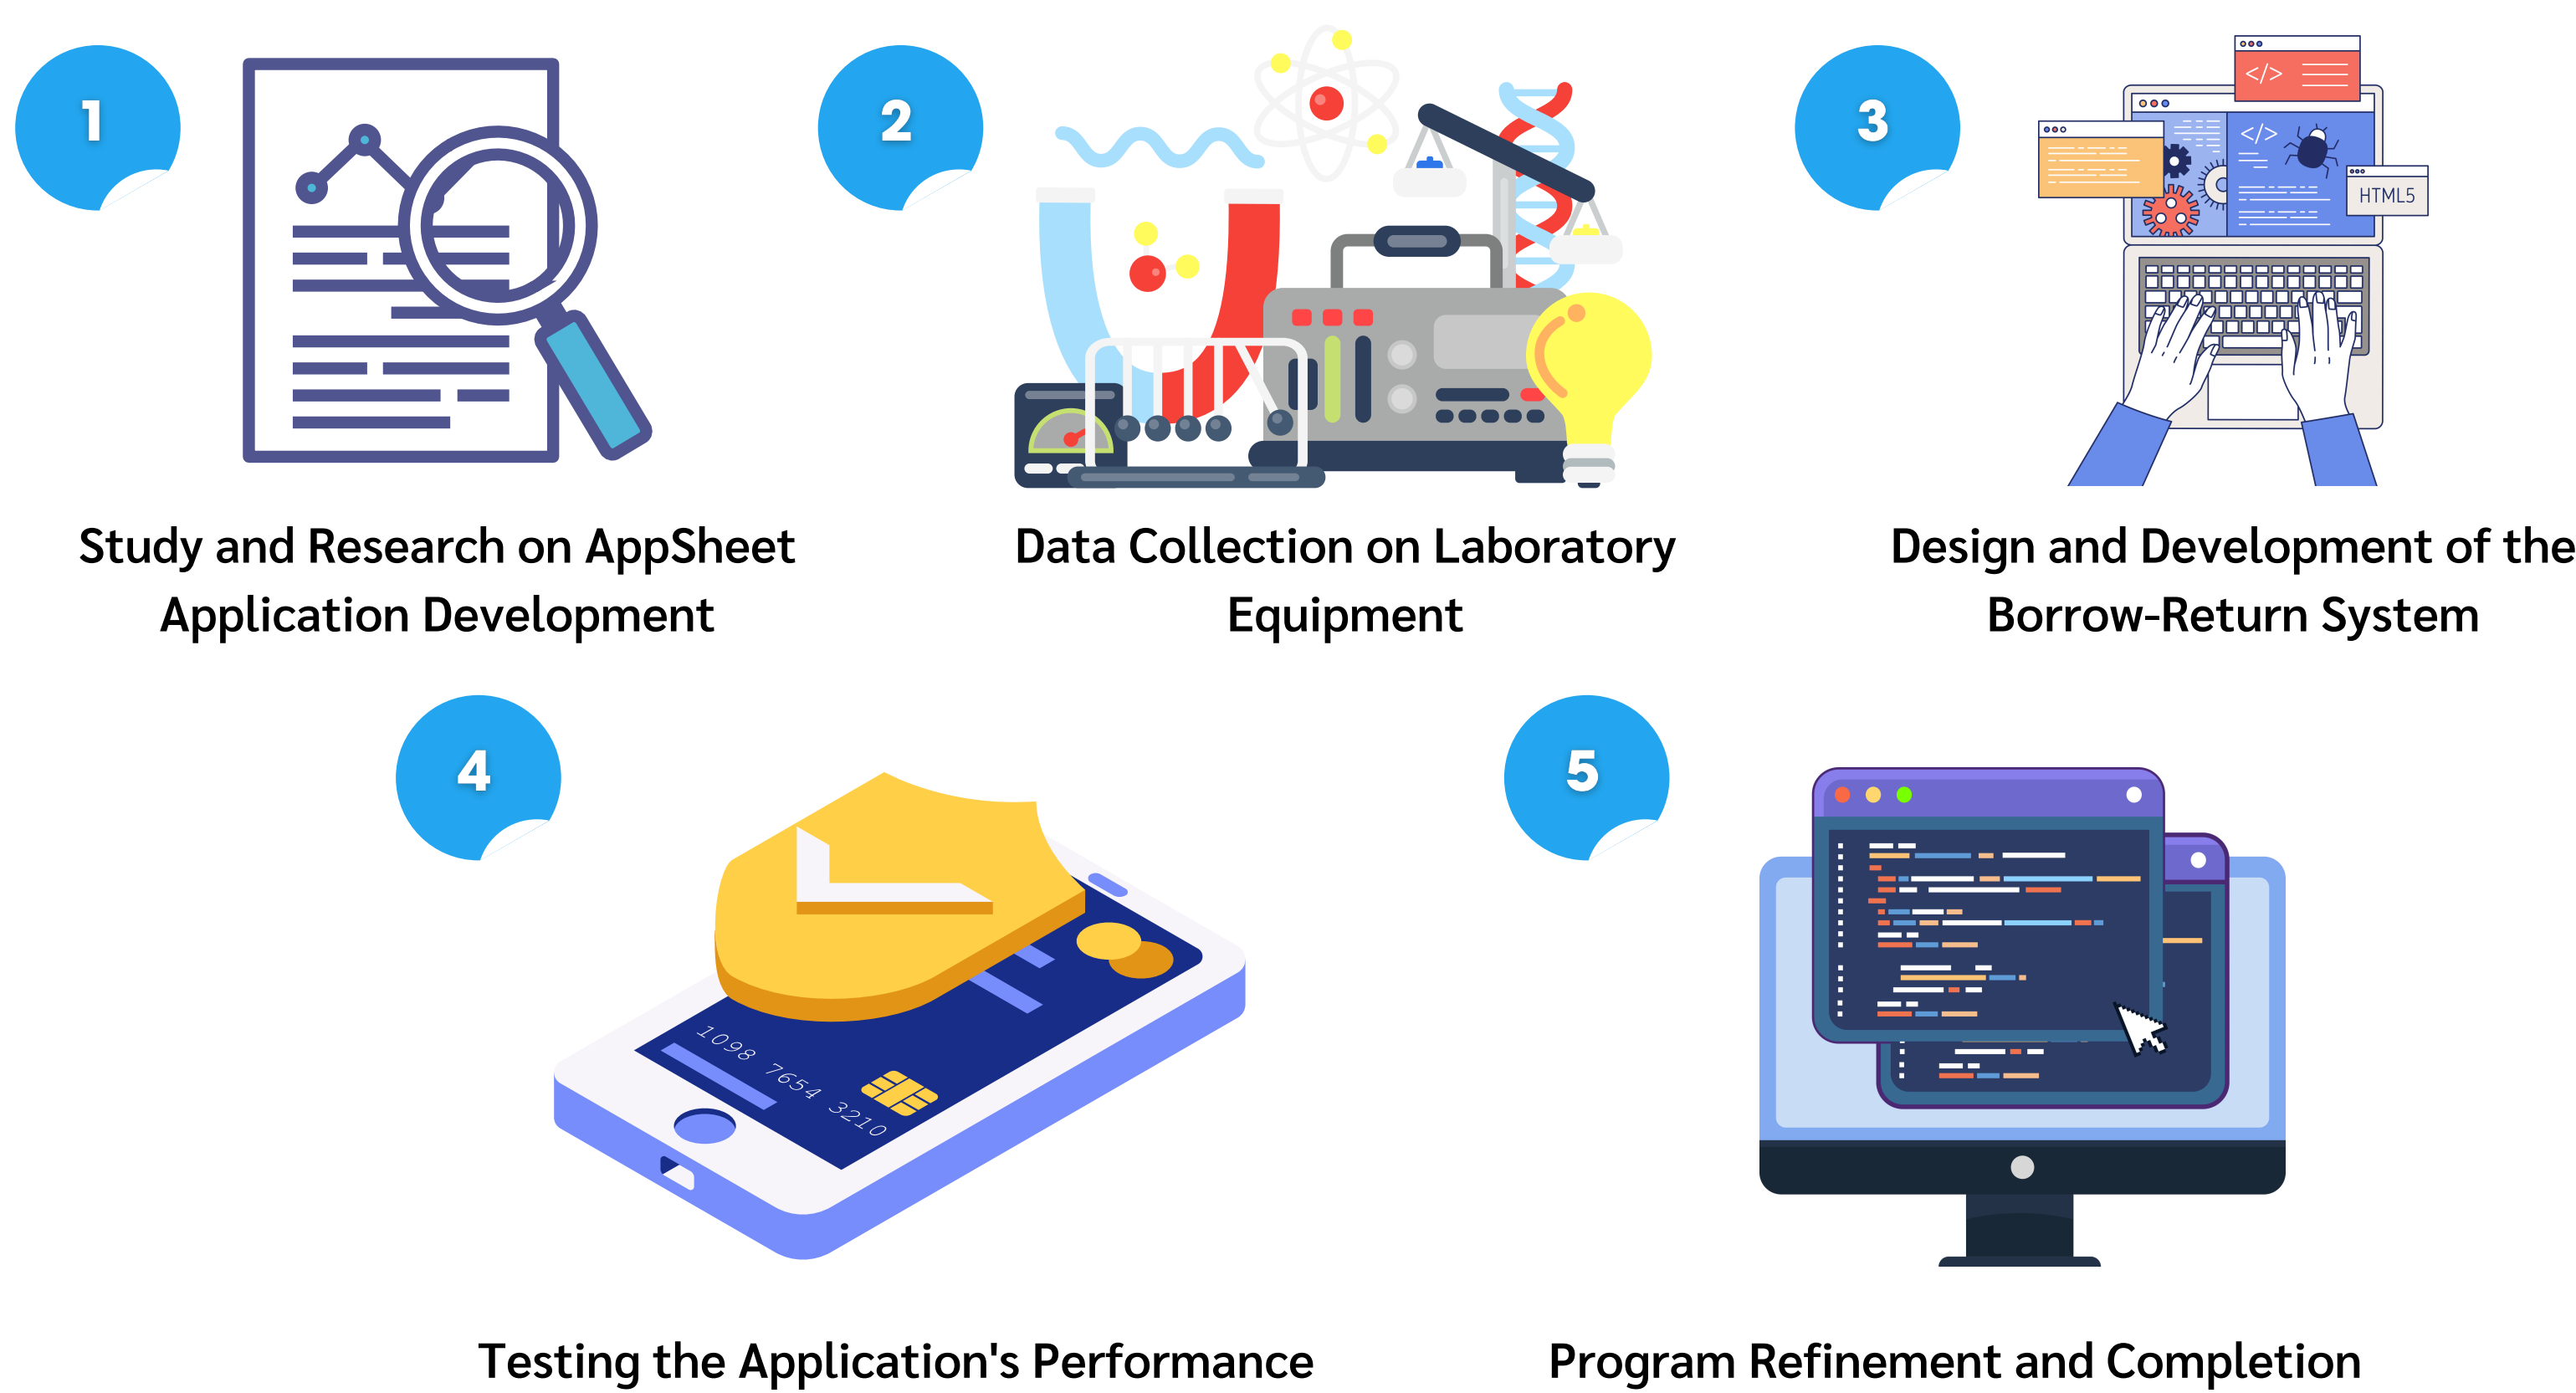 1
2
3
</>
</>
HTML5
Study and Research on AppSheet
Application Development
Data Collection on Laboratory
Equipment
Design and Development of the
Borrow-Return System
4
5
1098 7654 3210
Testing the Application's Performance
Program Refinement and Completion